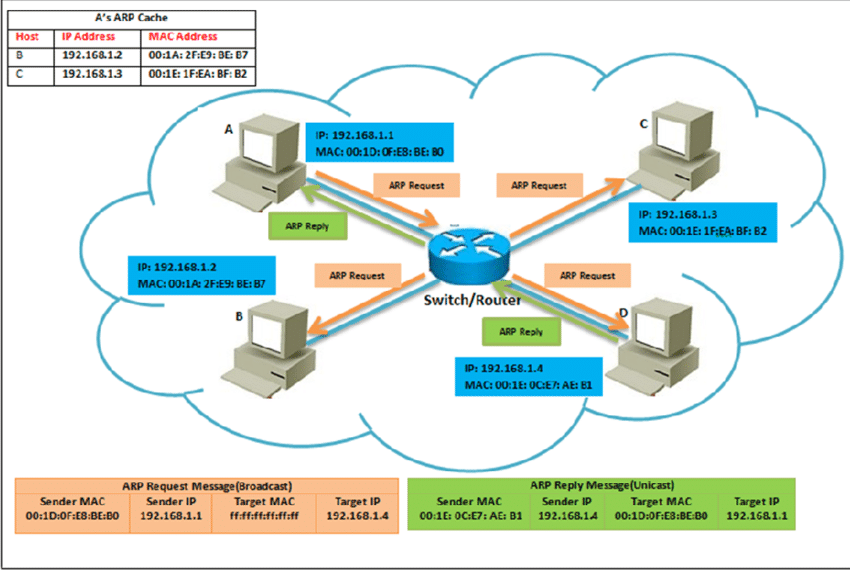 A's ARP Cache
Host IP Address MAC Address
B 192.168.1.2 00:1A: 2F:E9: BE: B7
C 192.168.1.3 00:1E: 1F:EA: BF: B2
A
IP: 192.168.1.1
MAC: 00:1D: 0F:E8: BE: B0
C
ARP Request
ARP Request
IP: 192.168.1.3
MAC: 00:1E: 1F:EA: BF: B2
ARP Reply
IP: 192.168.1.2
MAC: 00:1A: 2F:E9: BE: B7
ARP Request
ARP Request
Switch/Router
B
D
ARP Reply
IP: 192.168.1.4
MAC: 00:1E: 0C:E7: AE: B1
ARP Request Message(Broadcast)
Sender MAC Sender IP Target MAC Target IP
00:1D:0F:E8:BE:B0 192.168.1.1 ff:ff:ff:ff:ff:ff 192.168.1.4
ARP Reply Message(Unicast)
Sender MAC Sender IP Target MAC Target IP
00:1E: 0C:E7: AE: B1 192.168.1.4 00:1D:0F:E8:BE:B0 192.168.1.1